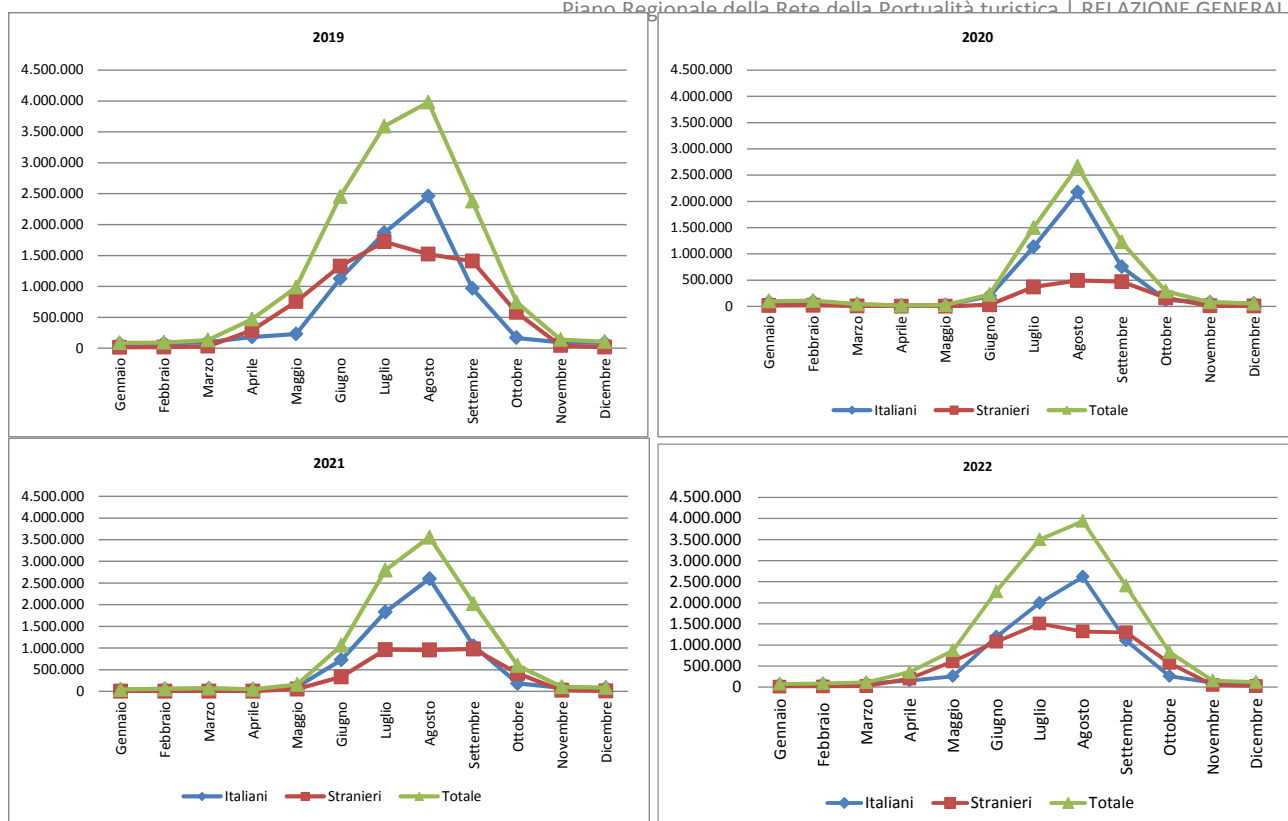 Piano Regionale della Rete della Portualità turistica | RELAZIONE GENERAL
2019
4.500.000
4.000.000
3.500.000
3.000.000
2.500.000
2.000.000
1.500.000
1.000.000
500.000
0
Gennaio
Febbraio
Marzo
Aprile
Maggio
Giugno
Luglio
Agosto
Settembre
Ottobre
Novembre
Dicembre
2020
4.500.000
4.000.000
3.500.000
3.000.000
2.500.000
2.000.000
1.500.000
1.000.000
500.000
0
Gennaio
Febbraio
Marzo
Aprile
Maggio
Giugno
Luglio
Agosto
Settembre
Ottobre
Novembre
Dicembre
Italiani Stranieri Totale
2021
4.500.000
4.000.000
3.500.000
3.000.000
2.500.000
2.000.000
1.500.000
1.000.000
500.000
0
Gennaio
Febbraio
Marzo
Aprile
Maggio
Giugno
Luglio
Agosto
Settembre
Ottobre
Novembre
Dicembre
Italiani Stranieri Totale
2022
4.500.000
4.000.000
3.500.000
3.000.000
2.500.000
2.000.000
1.500.000
1.000.000
500.000
0
Gennaio
Febbraio
Marzo
Aprile
Maggio
Giugno
Luglio
Agosto
Settembre
Ottobre
Novembre
Dicembre
Italiani Stranieri Totale